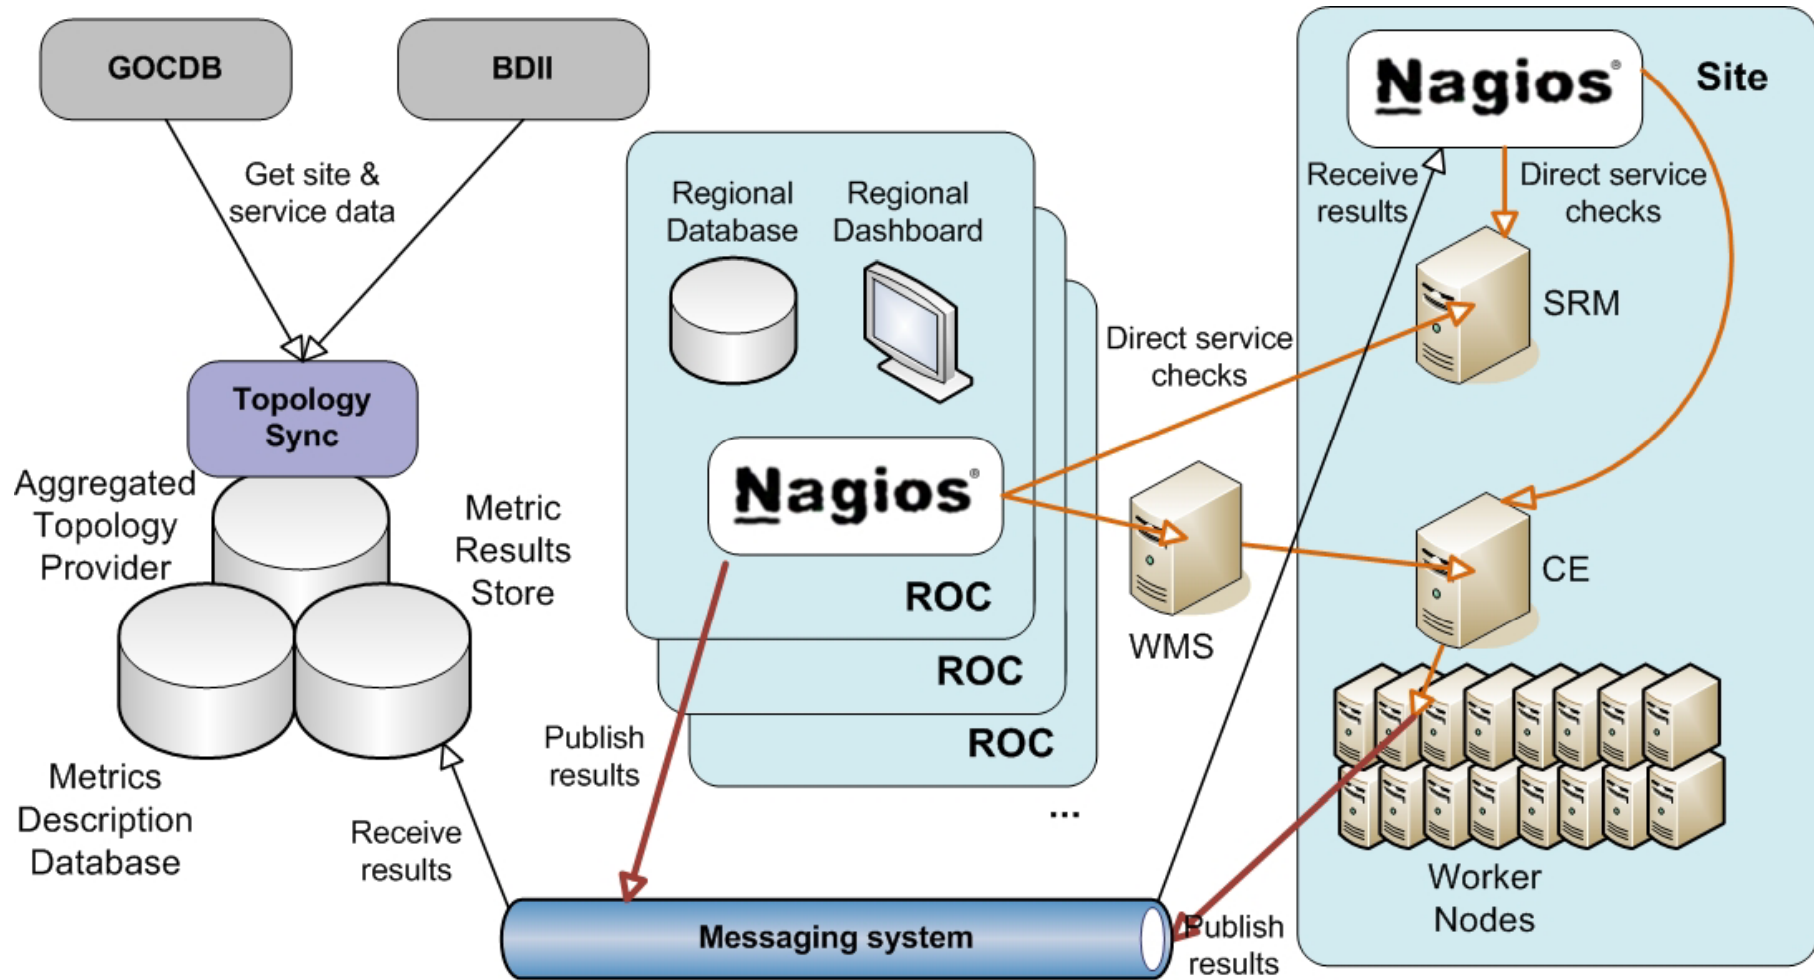 GOCDB
BDII
Get site &
service data
Topology
Sync
Aggregated
Topology
Provider
Metric
Results
Store
Metrics
Description
Database
Receive
results
Regional
Database
Regional
Dashboard
Nagios®
ROC
ROC
ROC
...
Publish
results
Messaging system
Direct service
checks
WMS
Site
Nagios®
Receive
results
Direct service
checks
SRM
CE
Worker
Nodes
Publish
results